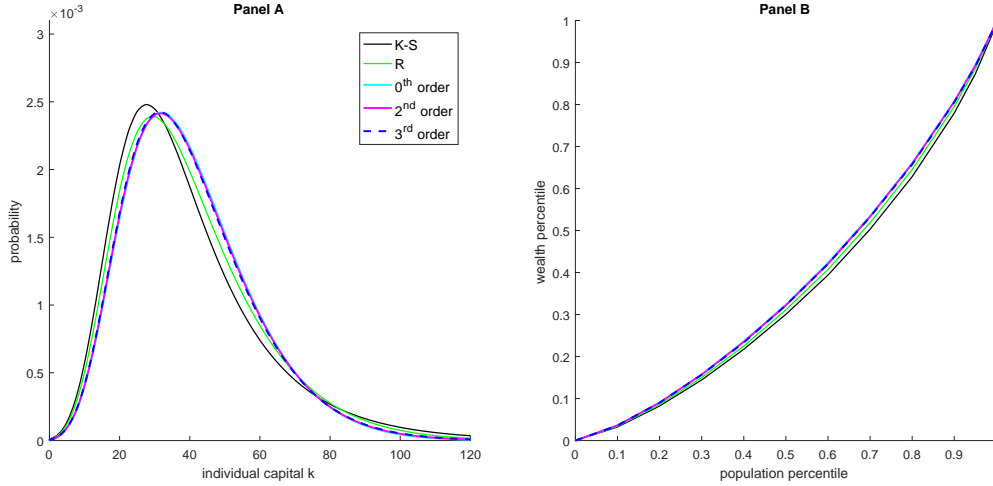 Panel A
×10⁻³
3
2.5
2
1.5
1
0.5
0
0 20 40 60 80 100 120
individual capital k
probability
K-S
R
0ᵗʰ order
2ⁿᵈ order
3ʳᵈ order
Panel B
1
0.9
0.8
0.7
0.6
0.5
0.4
0.3
0.2
0.1
0
0 0.1 0.2 0.3 0.4 0.5 0.6 0.7 0.8 0.9
population percentile
wealth percentile